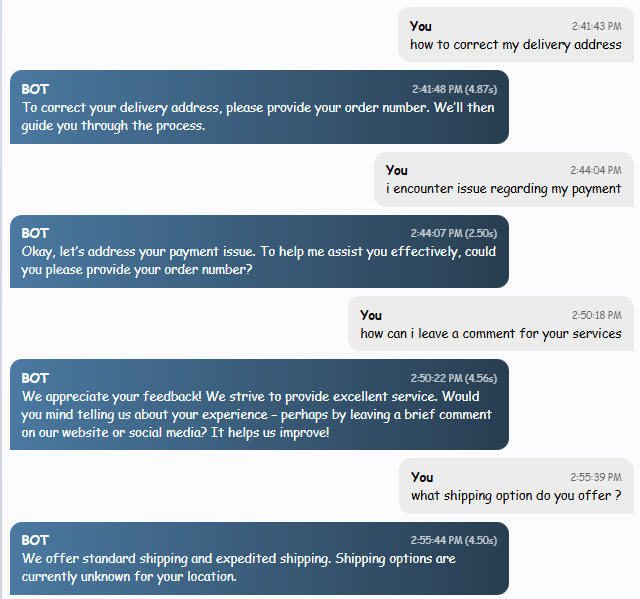 You 2:41:43 PM
how to correct my delivery address
BOT 2:41:48 PM (4.87s)
To correct your delivery address, please provide your order number. We'll then
guide you through the process.
You 2:44:04 PM
i encounter issue regarding my payment
BOT 2:44:07 PM (2.50s)
Okay, let's address your payment issue. To help me assist you effectively, could
you please provide your order number?
You 2:50:18 PM
how can i leave a comment for your services
BOT 2:50:22 PM (4.56s)
We appreciate your feedback! We strive to provide excellent service. Would
you mind telling us about your experience – perhaps by leaving a brief comment
on our website or social media? It helps us improve!
You 2:55:39 PM
what shipping option do you offer ?
BOT 2:55:44 PM (4.50s)
We offer standard shipping and expedited shipping. Shipping options are
currently unknown for your location.